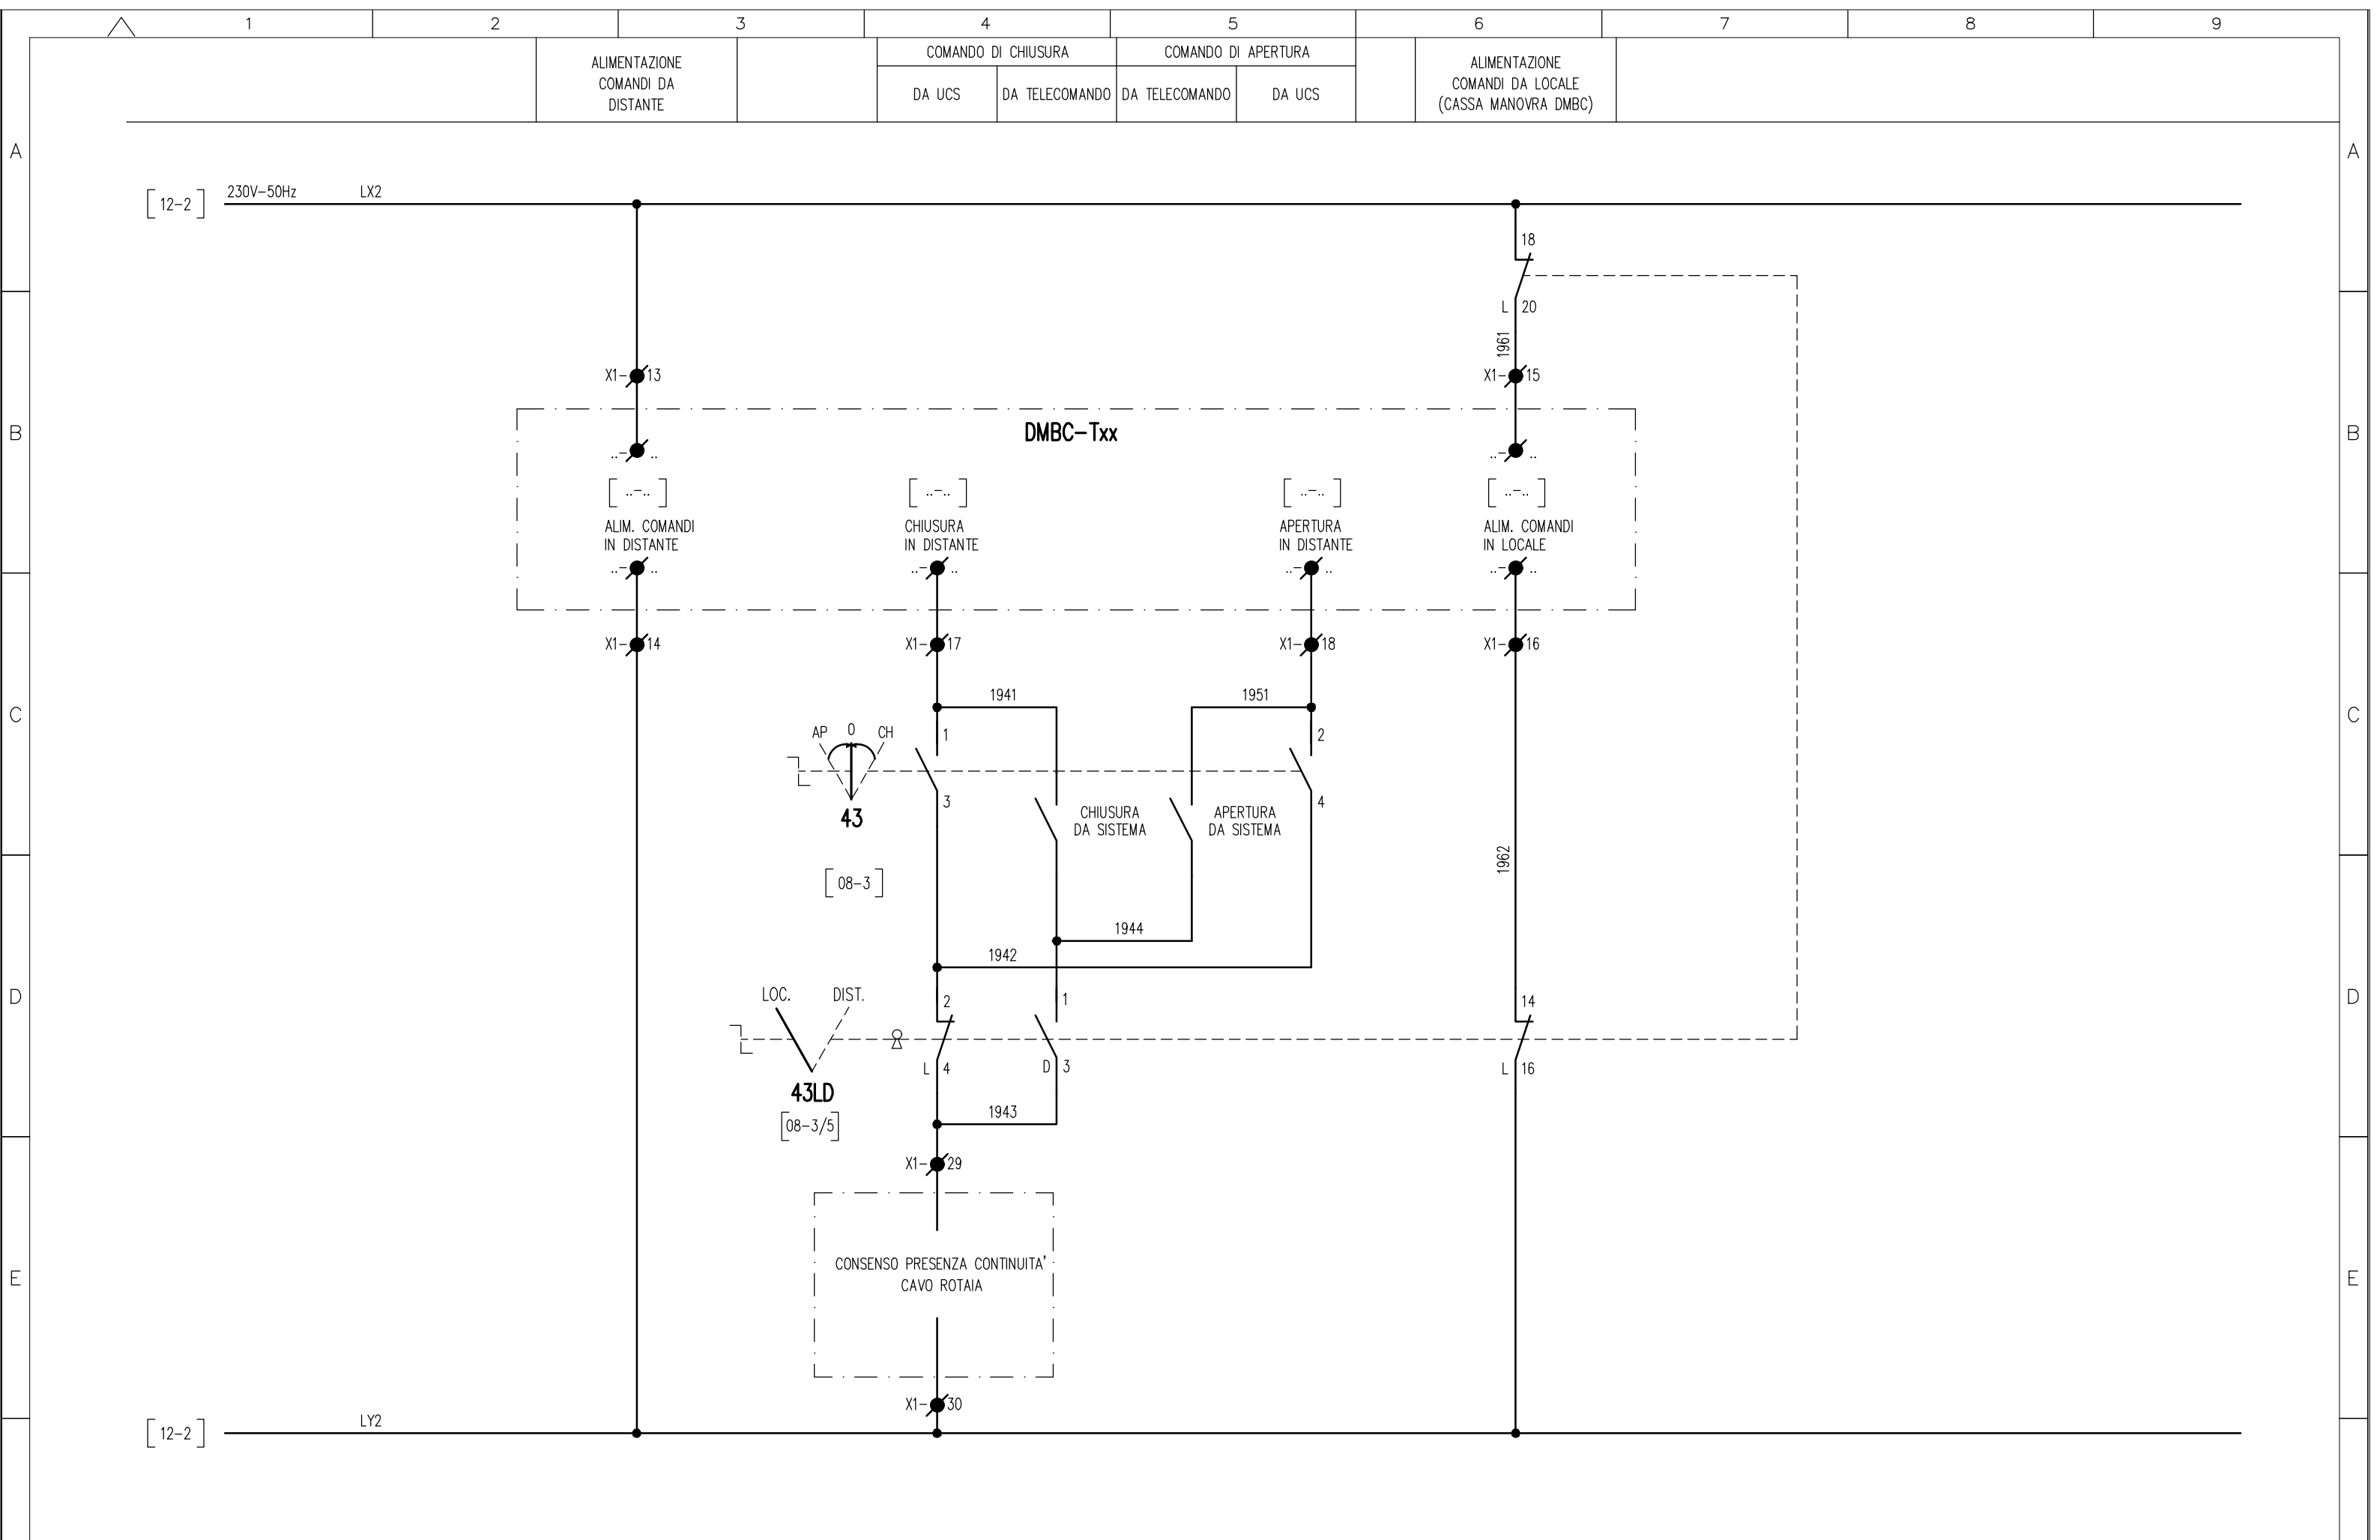 1 2 3 4 5 6 7 8 9
ALIMENTAZIONE
COMANDI DA
DISTANTE
COMANDO DI CHIUSURA
COMANDO DI APERTURA
DA UCS
DA TELECOMANDO
DA TELECOMANDO
DA UCS
ALIMENTAZIONE
COMANDI DA LOCALE
(CASSA MANOVRA DMBC)
A
A
12-2
230V-50Hz
LX2
18
L 20
1961
X1- 13
X1- 15
B
B
DMBC-Txx
..- ..
..- ..
..-..
..-..
..-..
..-..
ALIM. COMANDI
IN DISTANTE
CHIUSURA
IN DISTANTE
APERTURA
IN DISTANTE
ALIM. COMANDI
IN LOCALE
..- ..
..- ..
..- ..
..- ..
X1- 14
X1- 17
X1- 18
X1- 16
C
C
1941
1951
AP 0 CH
1
2
3
4
43
CHIUSURA
DA SISTEMA
APERTURA
DA SISTEMA
1962
08-3
1944
1942
D
D
LOC. DIST.
2
1
14
L 4
D 3
L 16
43LD
08-3/5
1943
X1- 29
CONSENSO PRESENZA CONTINUITA'
CAVO ROTAIA
E
E
X1- 30
12-2
LY2